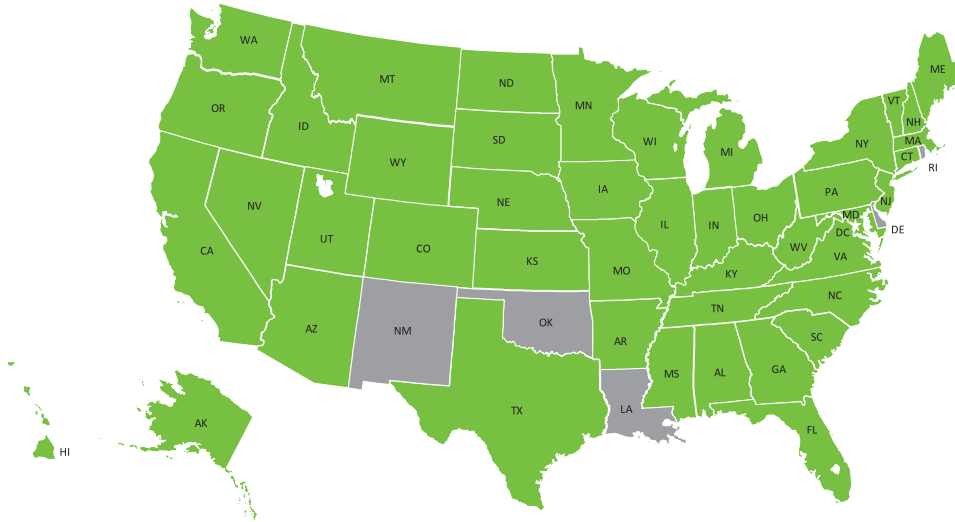 WA
MT
ND
MN
ME
VT
NH
OR
ID
SD
WI
MI
NY
MA
CT
RI
WY
IA
PA
NJ
NV
NE
IL
IN
OH
MD
DC
DE
UT
CO
KS
MO
WV
VA
CA
KY
NC
AZ
NM
OK
TN
AR
SC
MS
AL
GA
TX
LA
FL
AK
HI